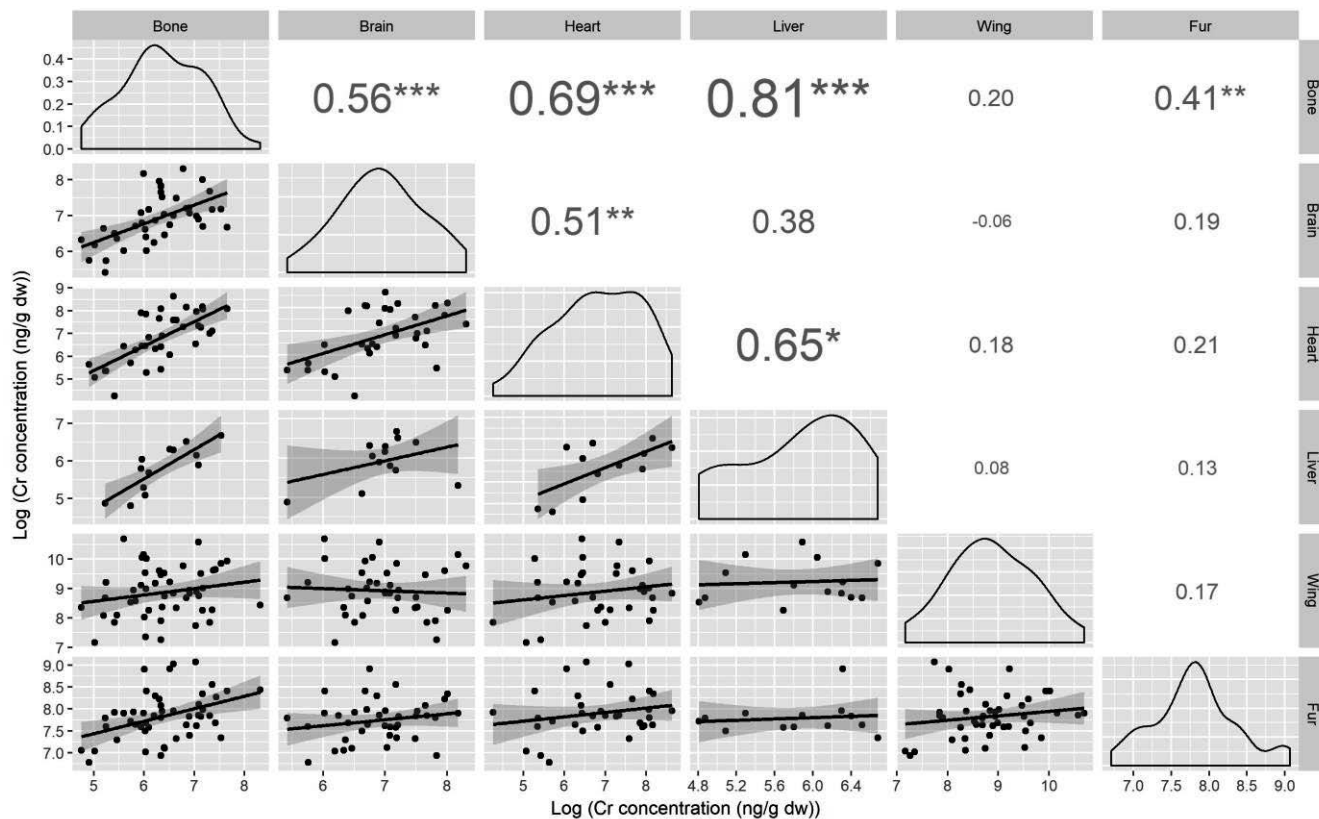 Bone Brain Heart Liver Wing Fur
0.4
0.3
0.2
0.1
0.0
0.56*** 0.69*** 0.81*** 0.20 0.41**
Bone
8
7
6
0.51** 0.38 -0.06 0.19
Brain
9
8
7
6
5
0.65* 0.18 0.21
Heart
7
6
5
0.08 0.13
Liver
10
9
8
7
0.17
Wing
9.0
8.5
8.0
7.5
7.0
Fur
5 6 7 8 6 7 8 5 6 7 8 4.8 5.2 5.6 6.0 6.4 7 8 9 10 7.0 7.5 8.0 8.5 9.0
Log (Cr concentration (ng/g dw))
Log (Cr concentration (ng/g dw))